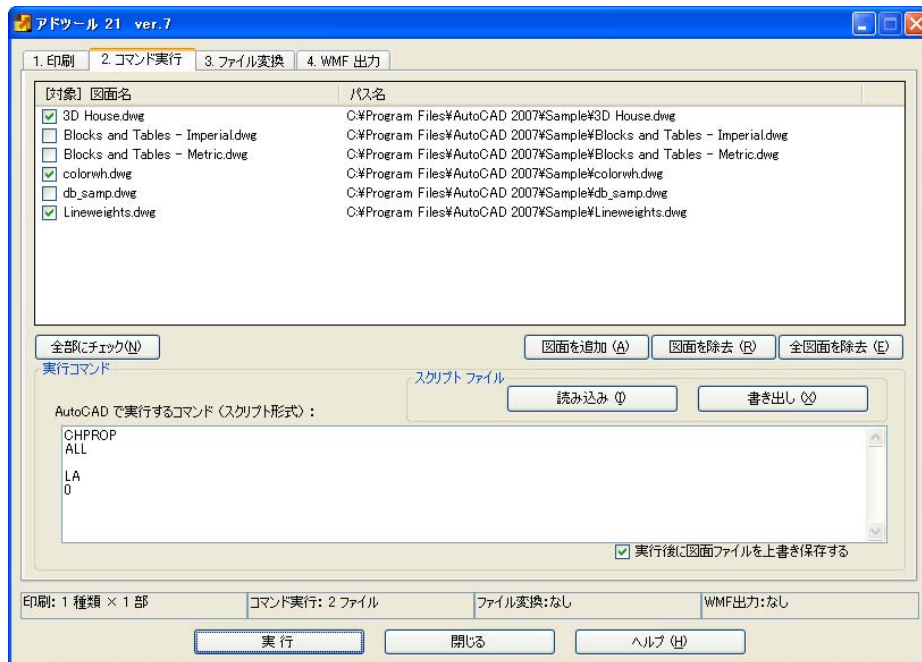 アドツール 21 ver.7
1. 印刷 2. コマンド実行 3. ファイル変換 4. WMF 出力
[対象] 図面名 パス名
3D House.dwg C:¥Program Files¥AutoCAD 2007¥Sample¥3D House.dwg
Blocks and Tables - Imperial.dwg C:¥Program Files¥AutoCAD 2007¥Sample¥Blocks and Tables - Imperial.dwg
Blocks and Tables - Metric.dwg C:¥Program Files¥AutoCAD 2007¥Sample¥Blocks and Tables - Metric.dwg
colorwh.dwg C:¥Program Files¥AutoCAD 2007¥Sample¥colorwh.dwg
db_samp.dwg C:¥Program Files¥AutoCAD 2007¥Sample¥db_samp.dwg
Lineweights.dwg C:¥Program Files¥AutoCAD 2007¥Sample¥Lineweights.dwg
全部にチェック(N) 図面を追加 (A) 図面を除去 (R) 全図面を除去 (E)
実行コマンド
スクリプト ファイル
読み込み (I) 書き出し (X)
AutoCAD で実行するコマンド (スクリプト形式) :
CHPROP
ALL
LA
0
実行後に図面ファイルを上書き保存する
印刷: 1 種類 × 1 部 コマンド実行: 2 ファイル ファイル変換:なし WMF出力:なし
実 行 閉じる ヘルプ (H)